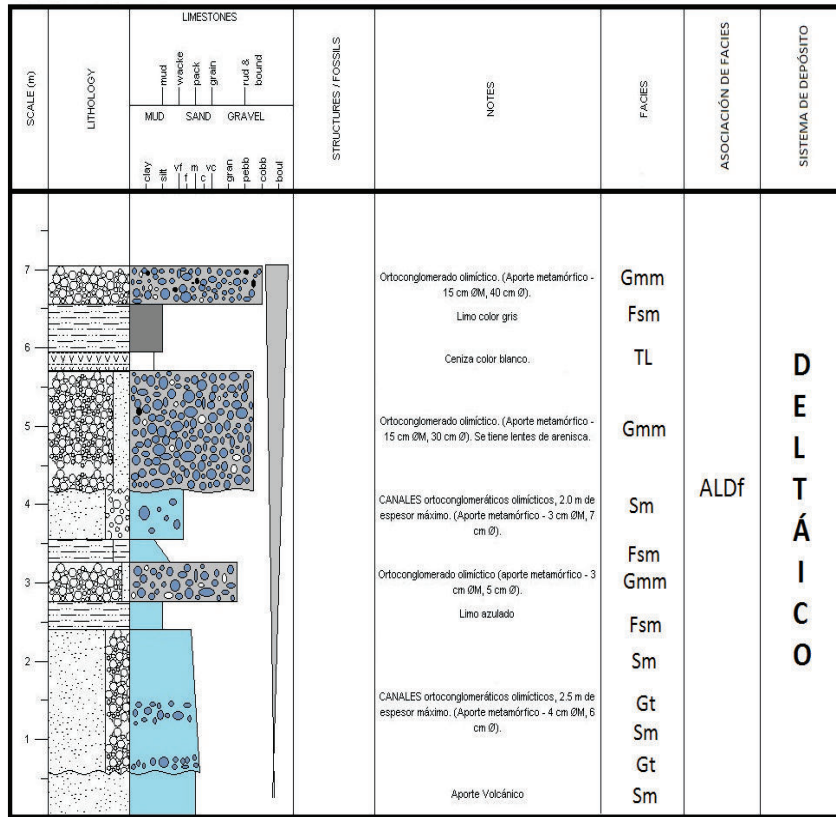 SCALE (m)
LITHOLOGY
LIMESTONES
mud
wacke
pack
grain
rud &
bound
MUD SAND GRAVEL
clay
silt
vf
f
m
c
vc
gran
pebb
cobb
boul
STRUCTURES / FOSSILS
NOTES
FACIES
ASOCIACIÓN DE FACIES
SISTEMA DE DEPÓSITO
7
Ortoconglomerado olimíctico. (Aporte metamórfico -
15 cm ØM, 40 cm Ø).
Gmm
Limo color gris
Fsm
6
Ceniza color blanco.
TL
5
Ortoconglomerado olimíctico. (Aporte metamórfico -
15 cm ØM, 30 cm Ø). Se tiene lentes de arenisca.
Gmm
4
CANALES ortoconglomeráticos olimícticos, 2.0 m de
espesor máximo. (Aporte metamórfico - 3 cm ØM, 7
cm Ø).
Sm
Fsm
3
Ortoconglomerado olimíctico (aporte metamórfico - 3
cm ØM, 5 cm Ø).
Gmm
Limo azulado
Fsm
2
Sm
CANALES ortoconglomeráticos olimícticos, 2.5 m de
espesor máximo. (Aporte metamórfico - 4 cm ØM, 6
cm Ø).
Gt
1
Sm
Gt
Aporte Volcánico
Sm
ALDf
D
E
L
T
Á
I
C
O